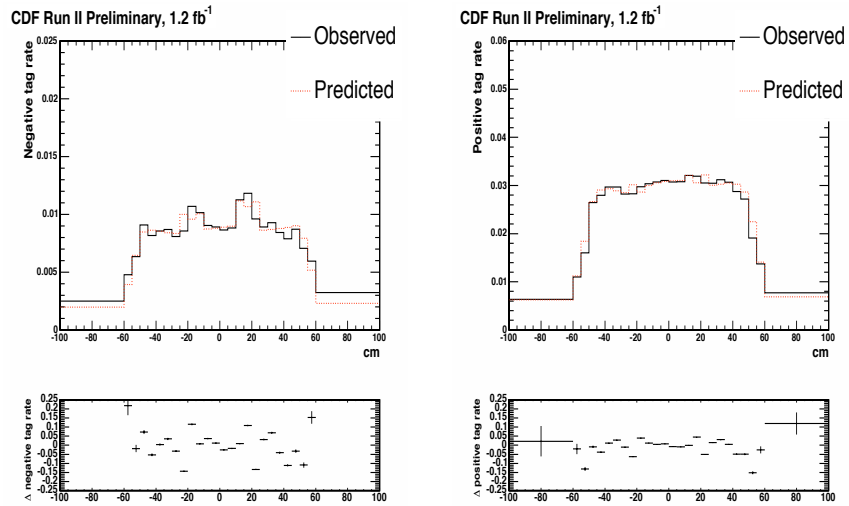 CDF Run II Preliminary, 1.2 fb-1
Observed
Predicted
Negative tag rate
0.025
0.02
0.015
0.01
0.005
0
-100 -80 -60 -40 -20 0 20 40 60 80 100
cm
Δ negative tag rate
0.25
0.2
0.15
0.1
0.05
0
-0.05
-0.1
-0.15
-0.2
-0.25
-100 -80 -60 -40 -20 0 20 40 60 80 100
CDF Run II Preliminary, 1.2 fb-1
Observed
Predicted
Positive tag rate
0.06
0.05
0.04
0.03
0.02
0.01
0
-100 -80 -60 -40 -20 0 20 40 60 80 100
cm
Δ positive tag rate
0.25
0.2
0.15
0.1
0.05
0
-0.05
-0.1
-0.15
-0.2
-0.25
-100 -80 -60 -40 -20 0 20 40 60 80 100